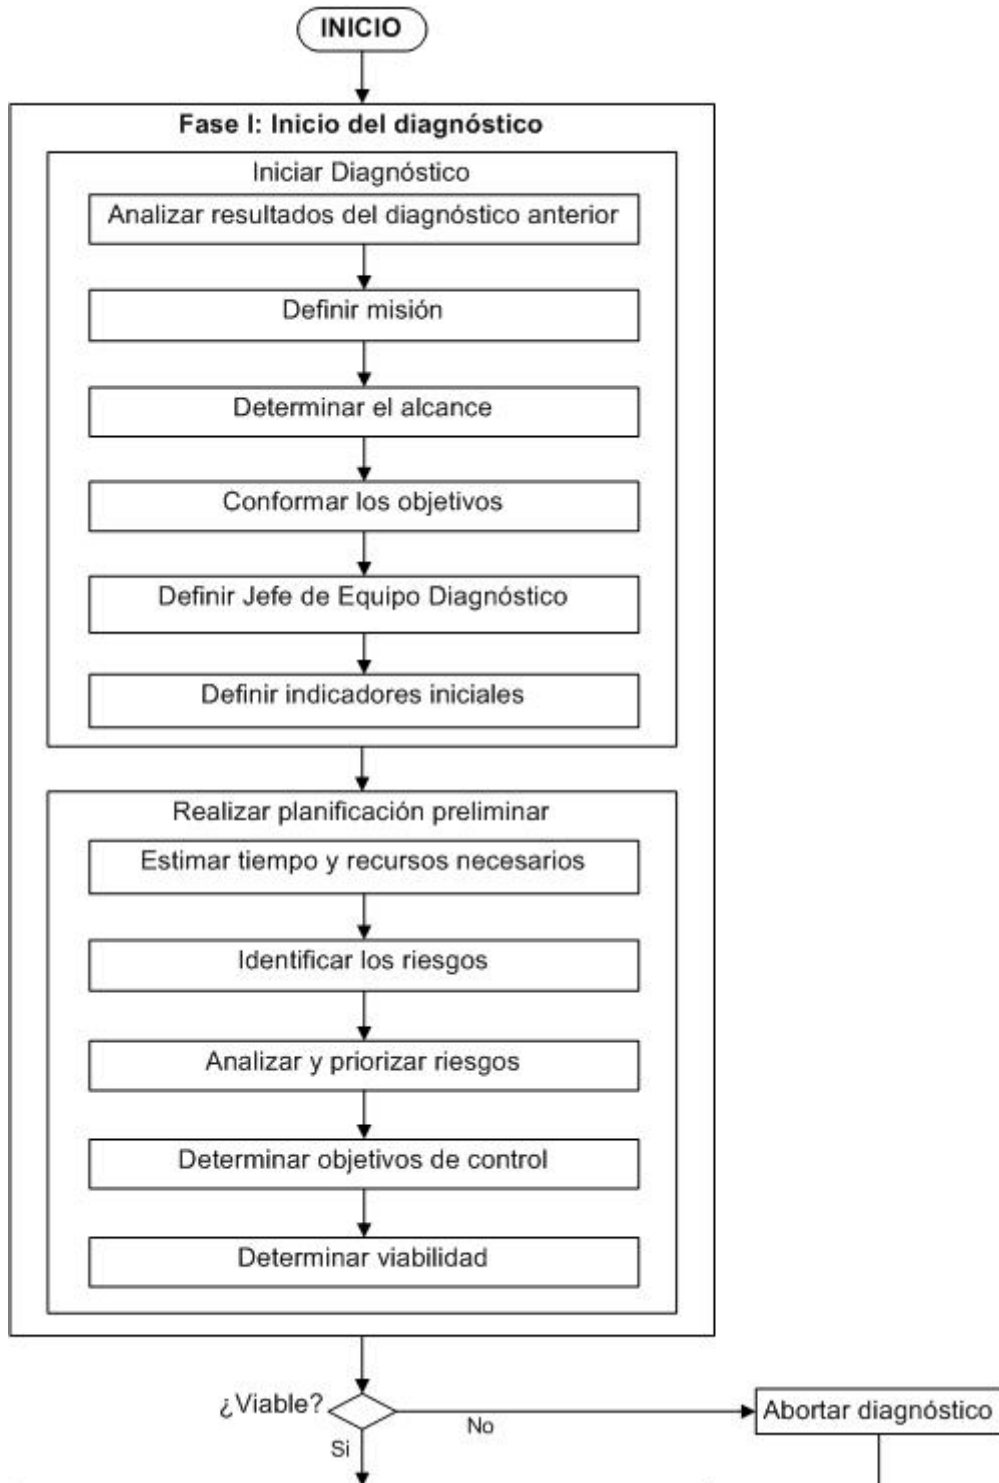 INICIO
Fase I: Inicio del diagnóstico
Iniciar Diagnóstico
Analizar resultados del diagnóstico anterior
Definir misión
Determinar el alcance
Conformar los objetivos
Definir Jefe de Equipo Diagnóstico
Definir indicadores iniciales
Realizar planificación preliminar
Estimar tiempo y recursos necesarios
Identificar los riesgos
Analizar y priorizar riesgos
Determinar objetivos de control
Determinar viabilidad
¿Viable?
No
Abortar diagnóstico
Si